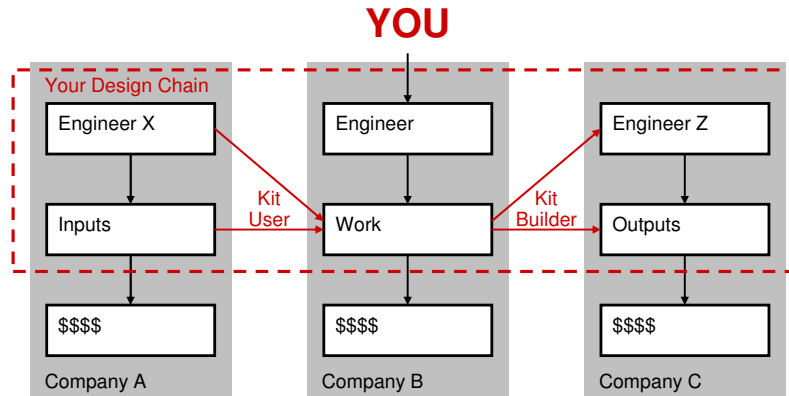 YOU
Your Design Chain
Engineer X
Engineer
Engineer Z
Kit
User
Kit
Builder
Inputs
Work
Outputs
$$$$
$$$$
$$$$
Company A
Company B
Company C